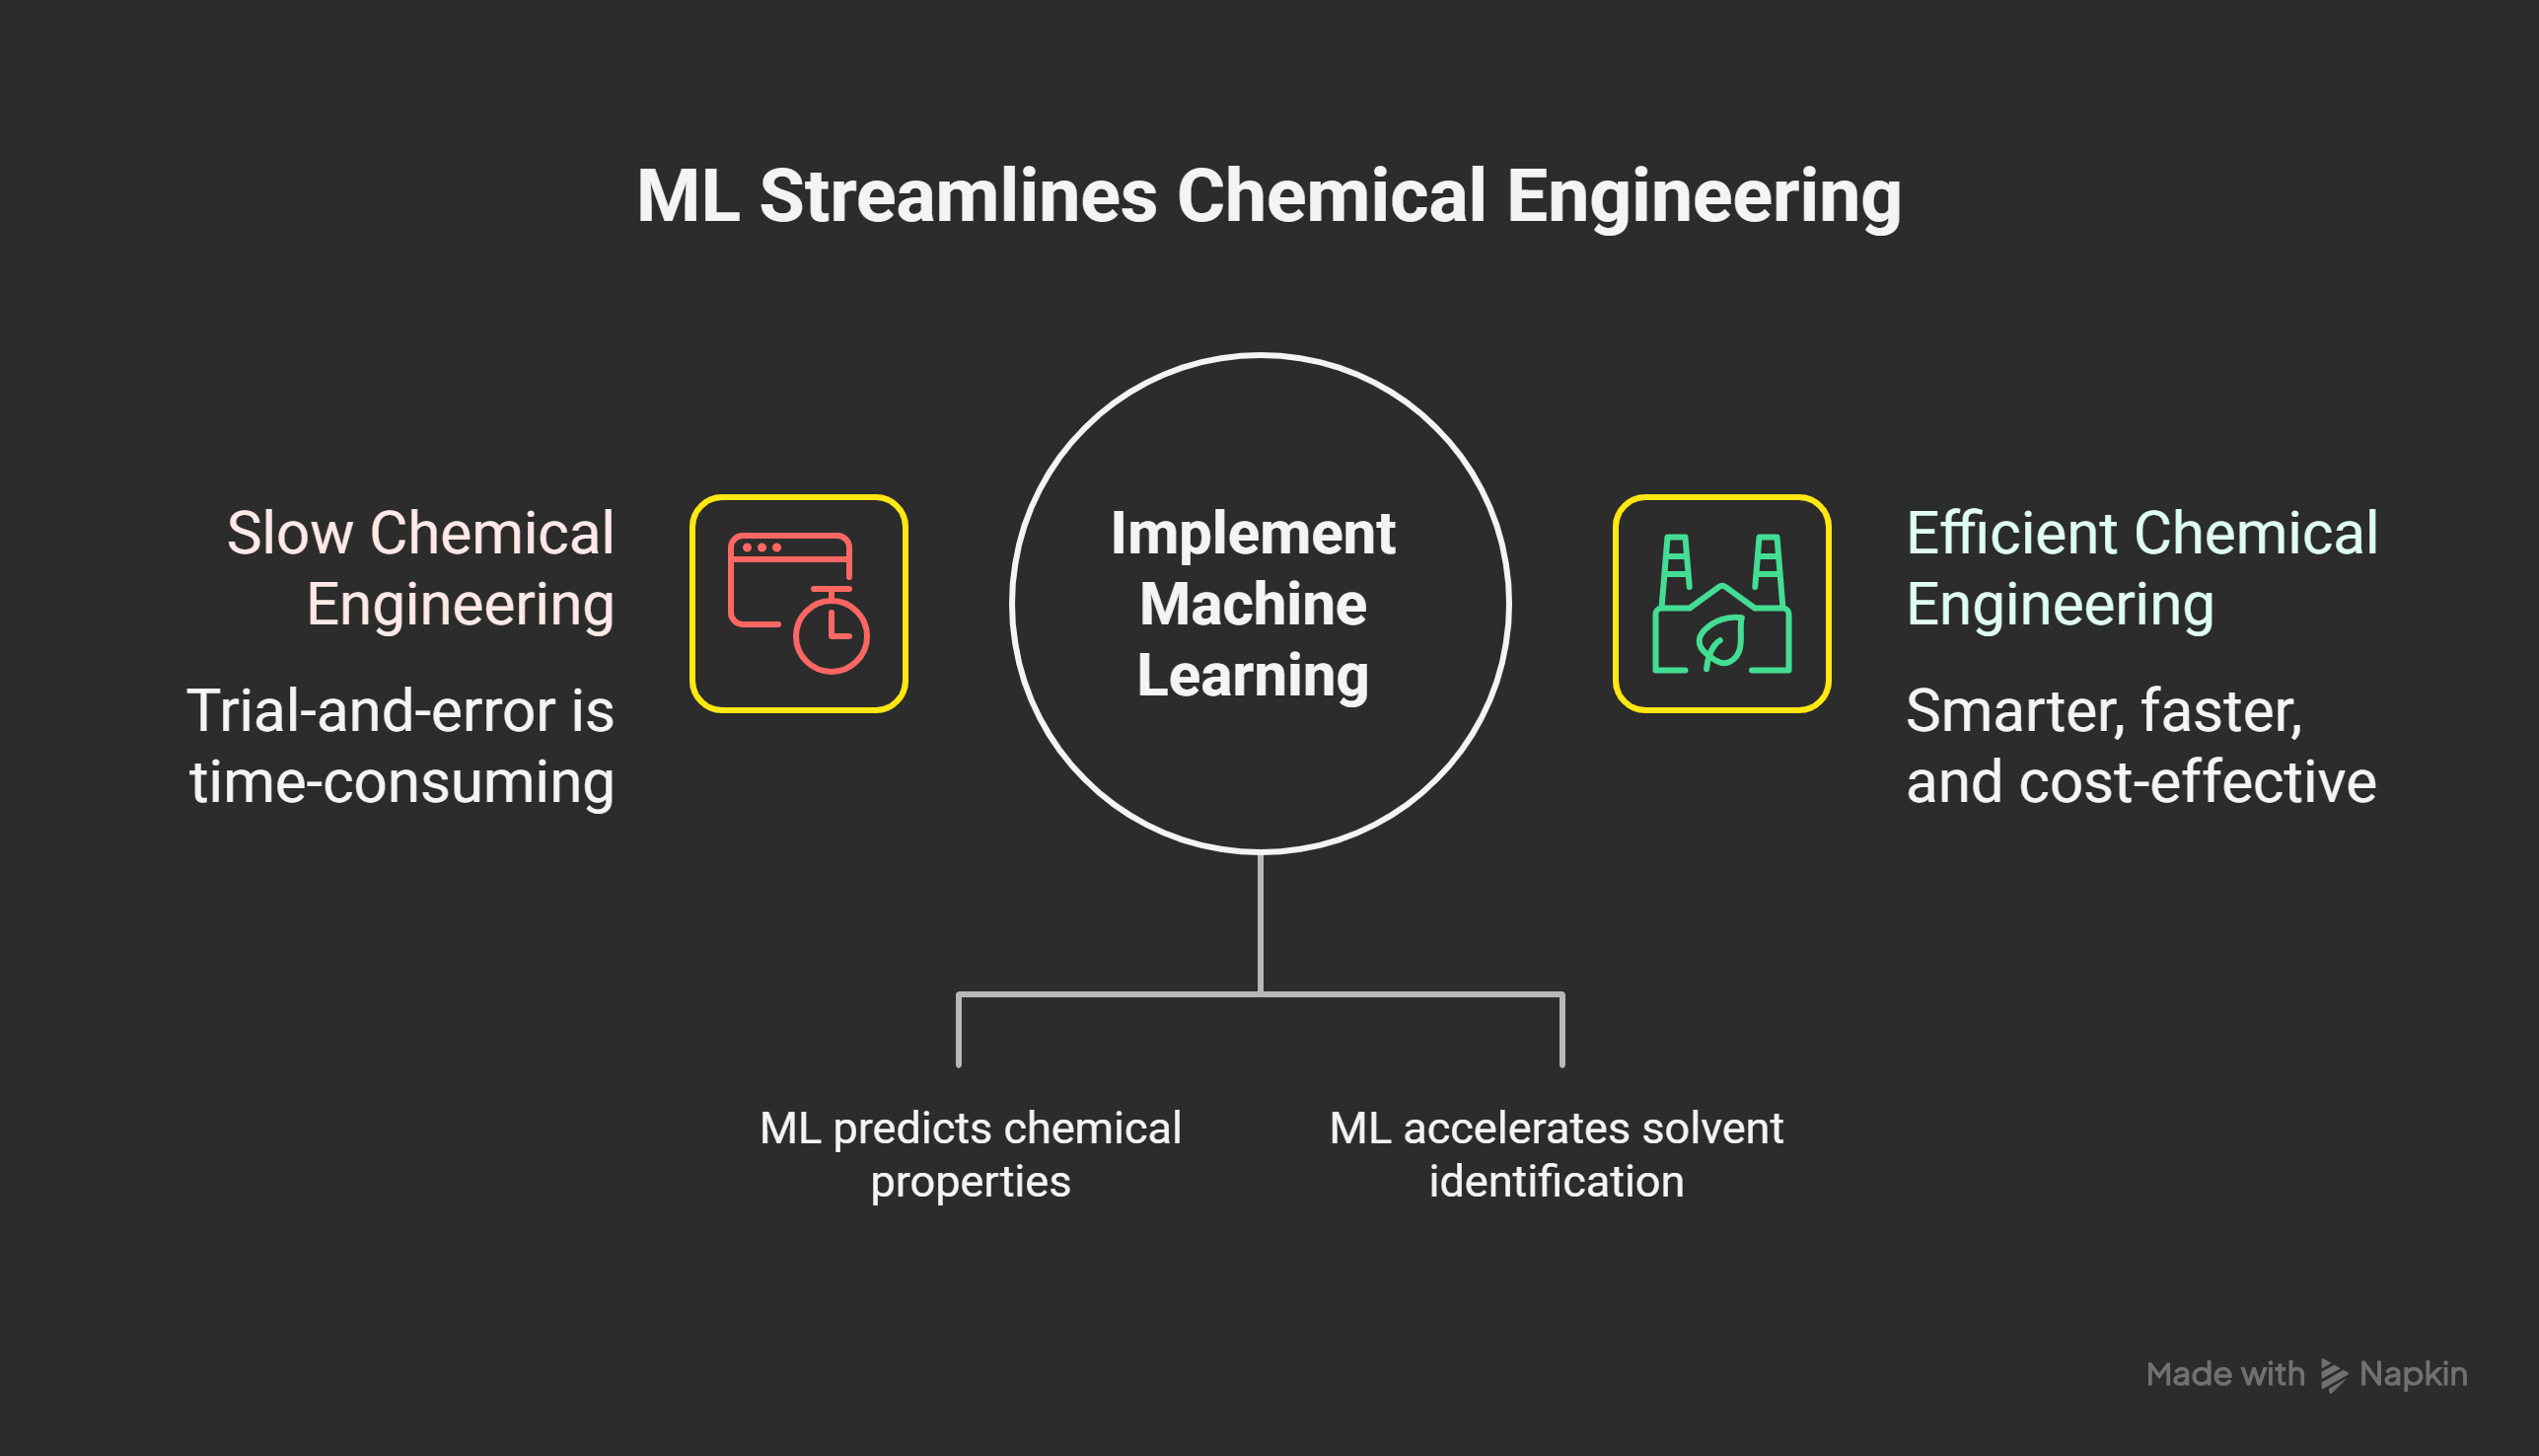 ML Streamlines Chemical Engineering
Slow Chemical
Engineering
Trial-and-error is
time-consuming
Implement
Machine
Learning
Efficient Chemical
Engineering
Smarter, faster,
and cost-effective
ML predicts chemical
properties
ML accelerates solvent
identification
Made with Napkin